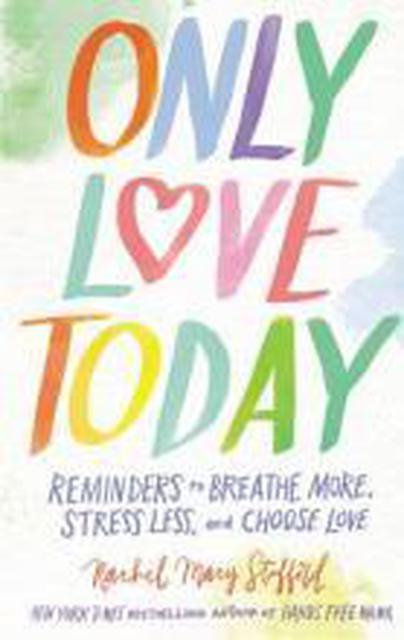 ONLY
LOVE
TODAY
REMINDERS to BREATHE MORE,
STRESS LESS, and CHOOSE LOVE
Rachel Macy Stafford
NEW YORK TIMES BESTSELLING AUTHOR OF HANDS FREE MAMA